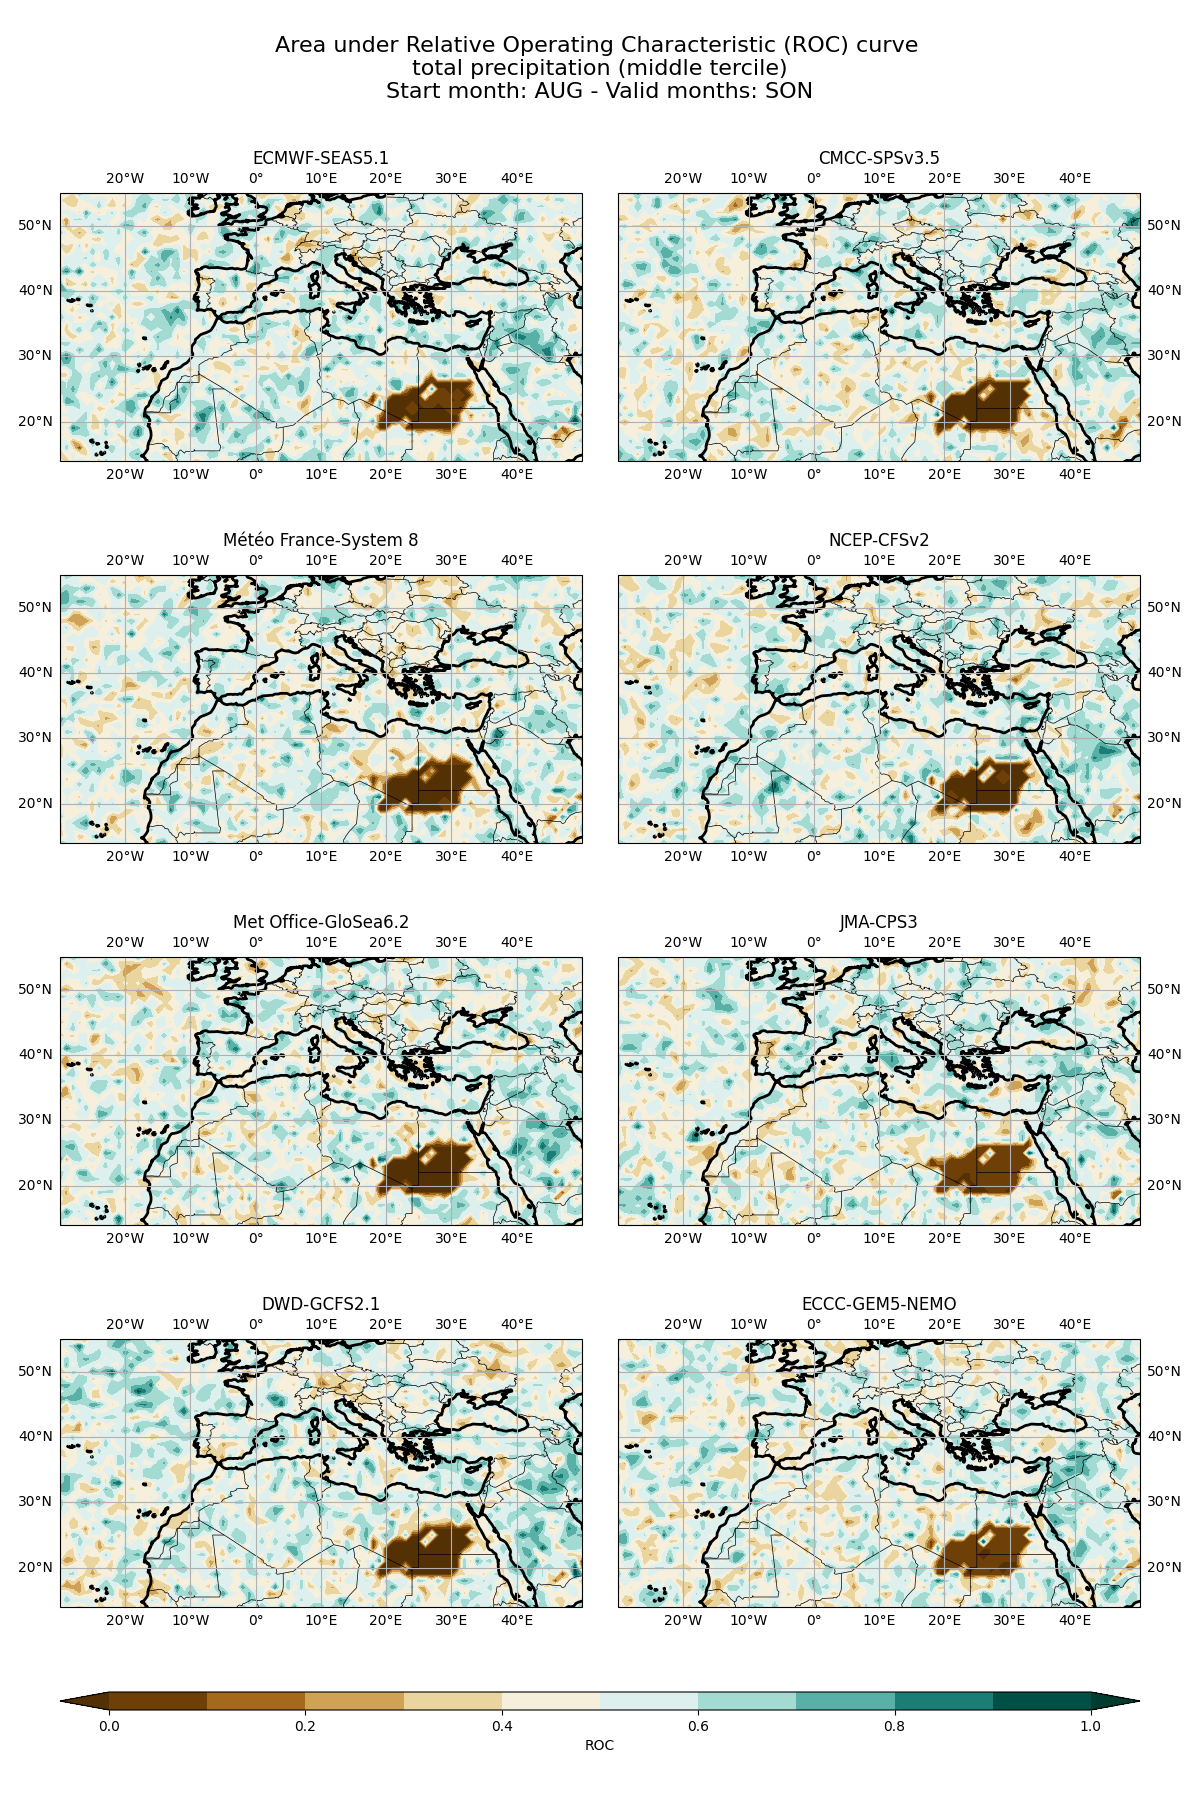 Area under Relative Operating Characteristic (ROC) curve
total precipitation (middle tercile)
Start month: AUG - Valid months: SON
ECMWF-SEAS5.1
20°W 10°W 0° 10°E 20°E 30°E 40°E
50°N
40°N
30°N
20°N
20°W 10°W 0° 10°E 20°E 30°E 40°E
CMCC-SPSv3.5
20°W 10°W 0° 10°E 20°E 30°E 40°E
50°N
40°N
30°N
20°N
20°W 10°W 0° 10°E 20°E 30°E 40°E
Météo France-System 8
20°W 10°W 0° 10°E 20°E 30°E 40°E
50°N
40°N
30°N
20°N
20°W 10°W 0° 10°E 20°E 30°E 40°E
NCEP-CFSv2
20°W 10°W 0° 10°E 20°E 30°E 40°E
50°N
40°N
30°N
20°N
20°W 10°W 0° 10°E 20°E 30°E 40°E
Met Office-GloSea6.2
20°W 10°W 0° 10°E 20°E 30°E 40°E
50°N
40°N
30°N
20°N
20°W 10°W 0° 10°E 20°E 30°E 40°E
JMA-CPS3
20°W 10°W 0° 10°E 20°E 30°E 40°E
50°N
40°N
30°N
20°N
20°W 10°W 0° 10°E 20°E 30°E 40°E
DWD-GCFS2.1
20°W 10°W 0° 10°E 20°E 30°E 40°E
50°N
40°N
30°N
20°N
20°W 10°W 0° 10°E 20°E 30°E 40°E
ECCC-GEM5-NEMO
20°W 10°W 0° 10°E 20°E 30°E 40°E
50°N
40°N
30°N
20°N
20°W 10°W 0° 10°E 20°E 30°E 40°E
0.0 0.2 0.4 0.6 0.8 1.0
ROC